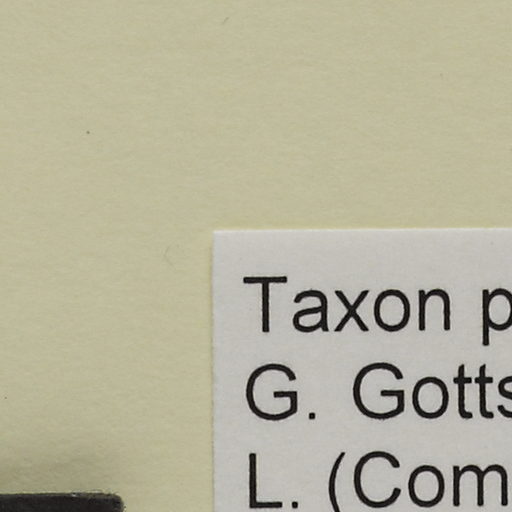 Taxon p
G. Gotts
L. (Com